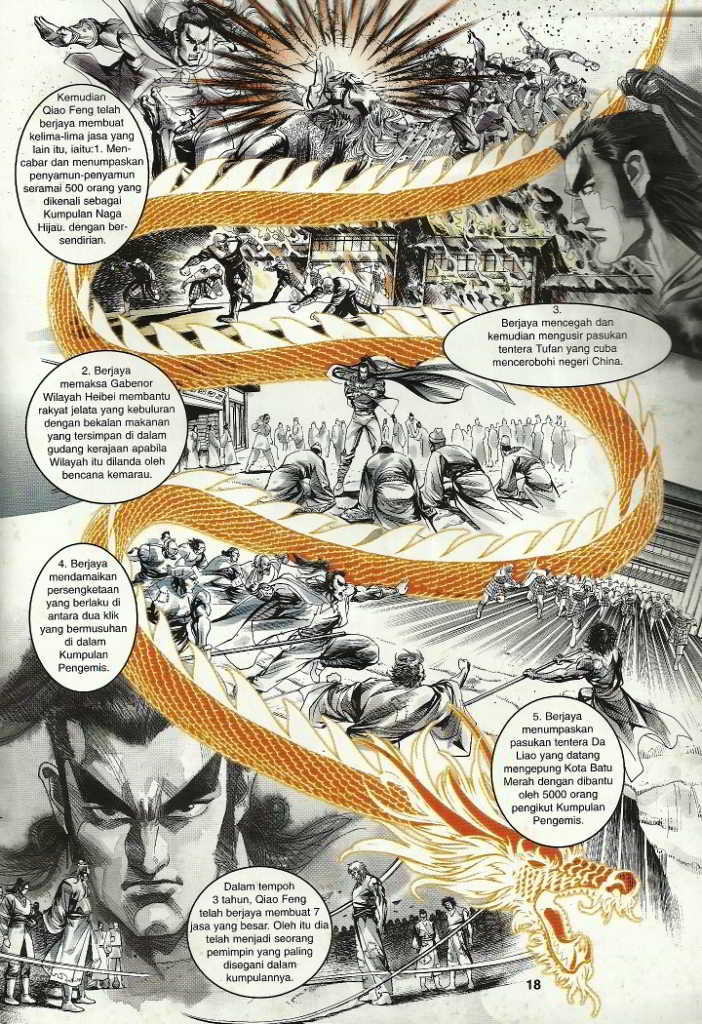 Kemudian
Qiao Feng telah
berjaya membuat
kelima-lima jasa yang
lain itu, iaitu:1. Men-
cabar dan menumpaskan
penyamun-penyamun
seramai 500 orang yang
dikenali sebagai
Kumpulan Naga
Hijau. dengan ber-
sendirian.
2. Berjaya
memaksa Gabenor
Wilayah Heibei membantu
rakyat jelata yang kebuluran
dengan bekalan makanan
yang tersimpan di dalam
gudang kerajaan apabila
Wilayah itu dilanda oleh
bencana kemarau.
3.
Berjaya mencegah dan
kemudian mengusir pasukan
tentera Tufan yang cuba
mencerobohi negeri China.
4. Berjaya
mendamaikan
persengketaan
yang berlaku di
antara dua klik
yang bermusuhan
di dalam
Kumpulan
Pengemis.
5. Berjaya
menumpaskan
pasukan tentera Da
Liao yang datang
mengepung Kota Batu
Merah dengan dibantu
oleh 5000 orang
pengikut Kumpulan
Pengemis.
Dalam tempoh
3 tahun, Qiao Feng
telah berjaya membuat 7
jasa yang besar. Oleh itu dia
telah menjadi seorang
pemimpin yang paling
disegani dalam
kumpulannya.
18